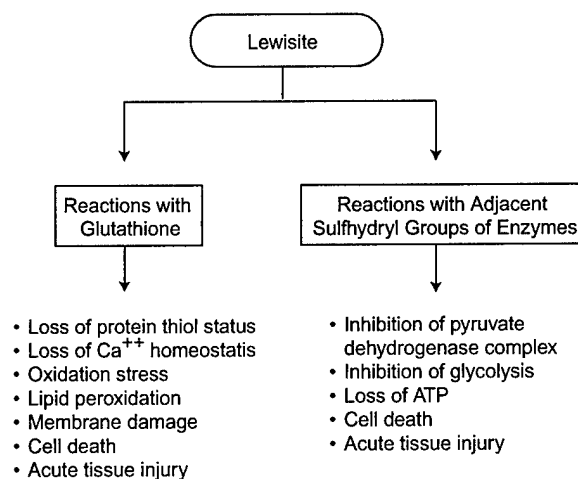 Lewisite
Reactions with
Glutathione
Reactions with Adjacent
Sulfhydryl Groups of Enzymes
• Loss of protein thiol status
• Loss of Ca++ homeostatis
• Oxidation stress
• Lipid peroxidation
• Membrane damage
• Cell death
• Acute tissue injury
• Inhibition of pyruvate
dehydrogenase complex
• Inhibition of glycolysis
• Loss of ATP
• Cell death
• Acute tissue injury